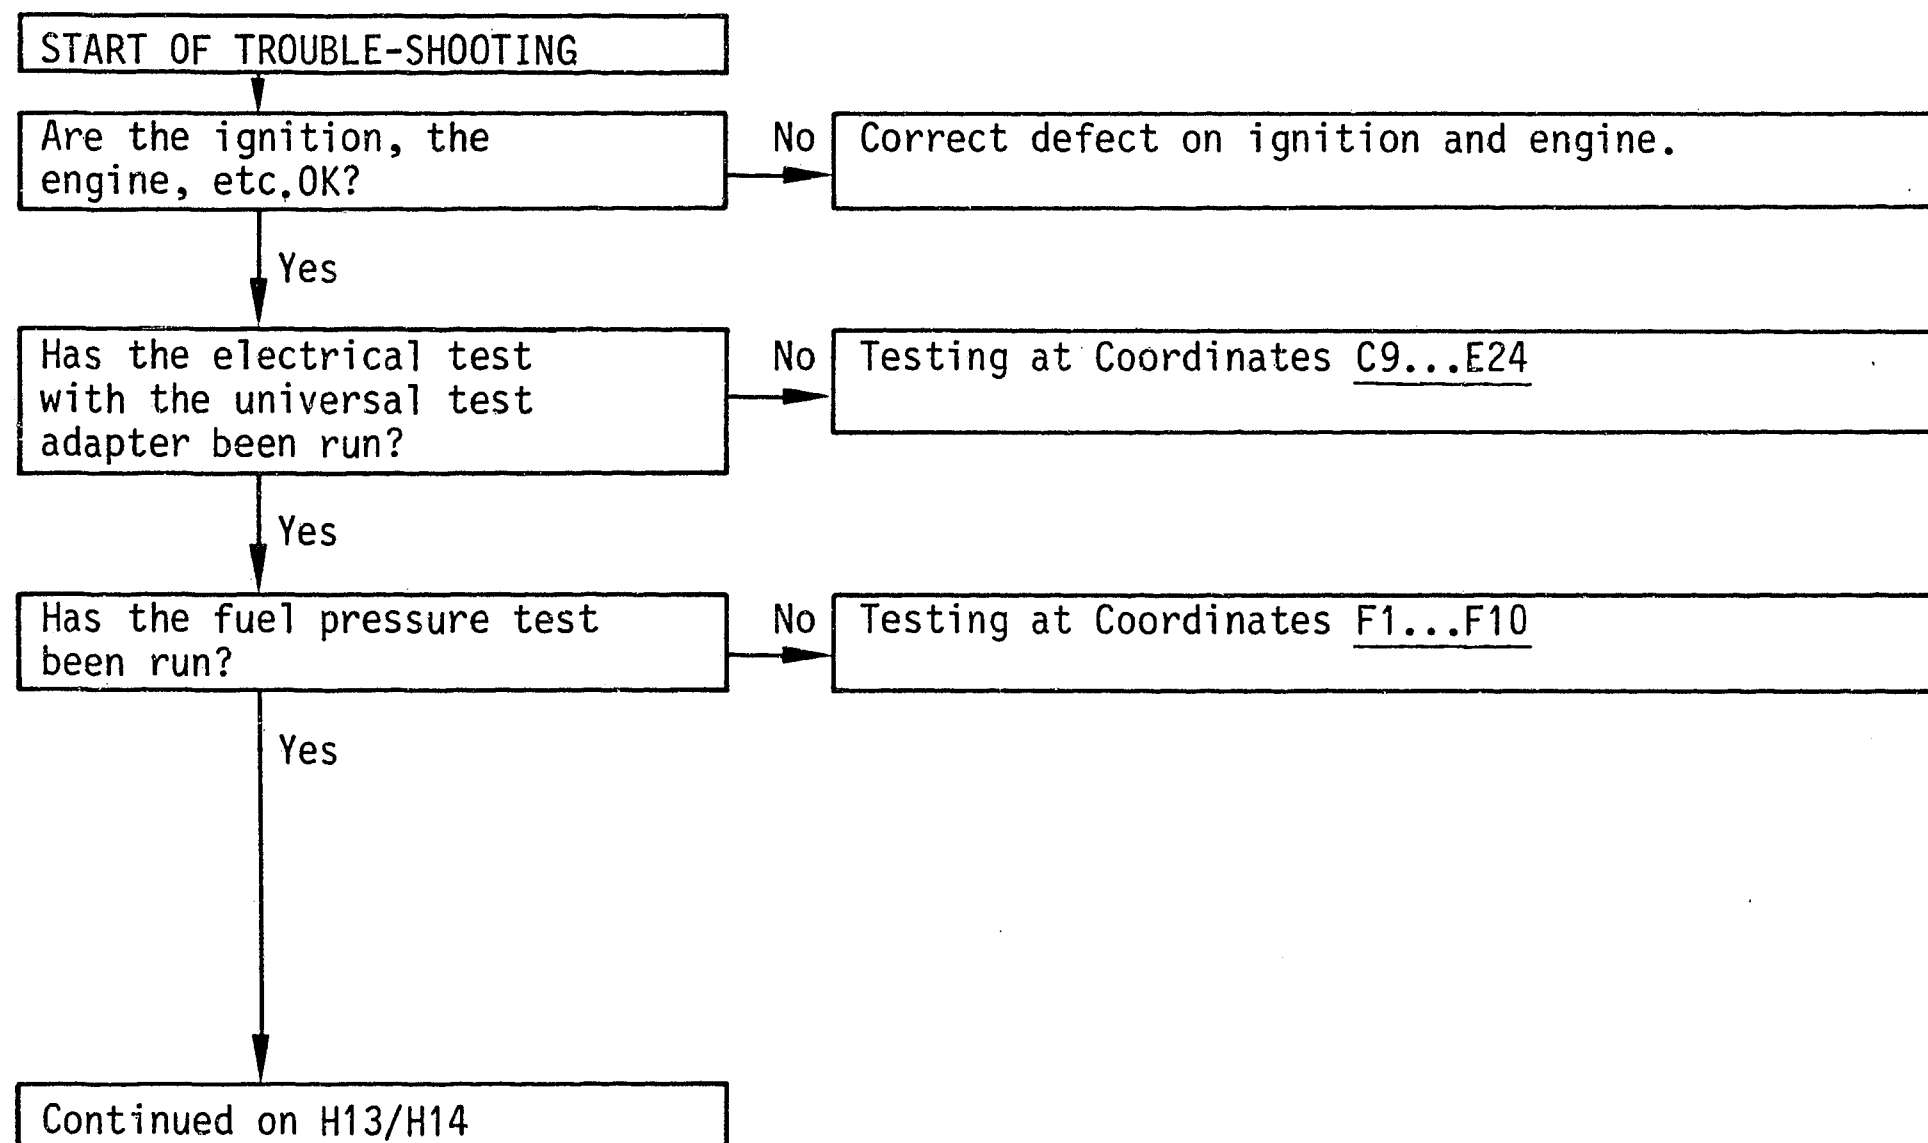 START OF TROUBLE-SHOOTING
Are the ignition, the
engine, etc.OK?
No
Correct defect on ignition and engine.
Yes
Has the electrical test
with the universal test
adapter been run?
No
Testing at Coordinates C9...E24
Yes
Has the fuel pressure test
been run?
No
Testing at Coordinates F1...F10
Yes
Continued on H13/H14